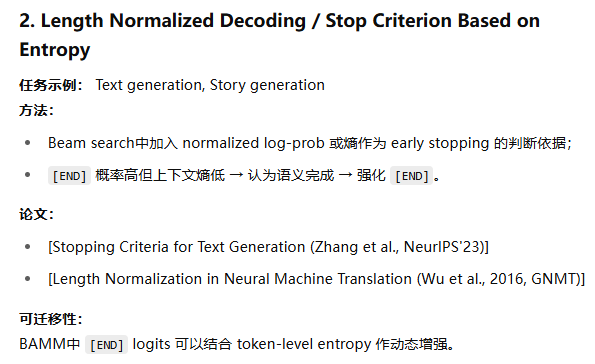 2. Length Normalized Decoding / Stop Criterion Based on
Entropy
任务示例： Text generation, Story generation
方法：
• Beam search中加入 normalized log-prob 或熵作为 early stopping 的判断依据；
• [END] 概率高但上下文熵低 → 认为语义完成 → 强化 [END]。
论文：
• [Stopping Criteria for Text Generation (Zhang et al., NeurIPS'23)]
• [Length Normalization in Neural Machine Translation (Wu et al., 2016, GNMT)]
可迁移性：
BAMM中 [END] logits 可以结合 token-level entropy 作动态增强。